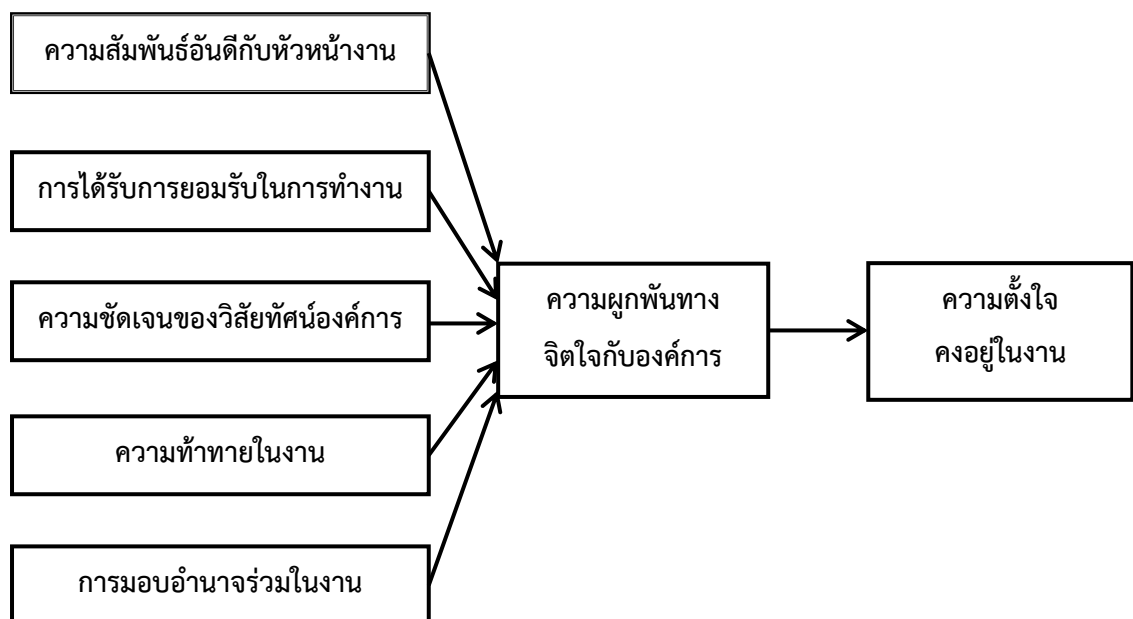 ความสัมพันธ์อันดีกับหัวหน้างาน
การได้รับการยอมรับในการทำงาน
ความชัดเจนของวิสัยทัศน์องค์การ
ความท้าทายในงาน
การมอบอำนาจร่วมในงาน
ความผูกพันทาง
จิตใจกับองค์การ
ความตั้งใจ
คงอยู่ในงาน